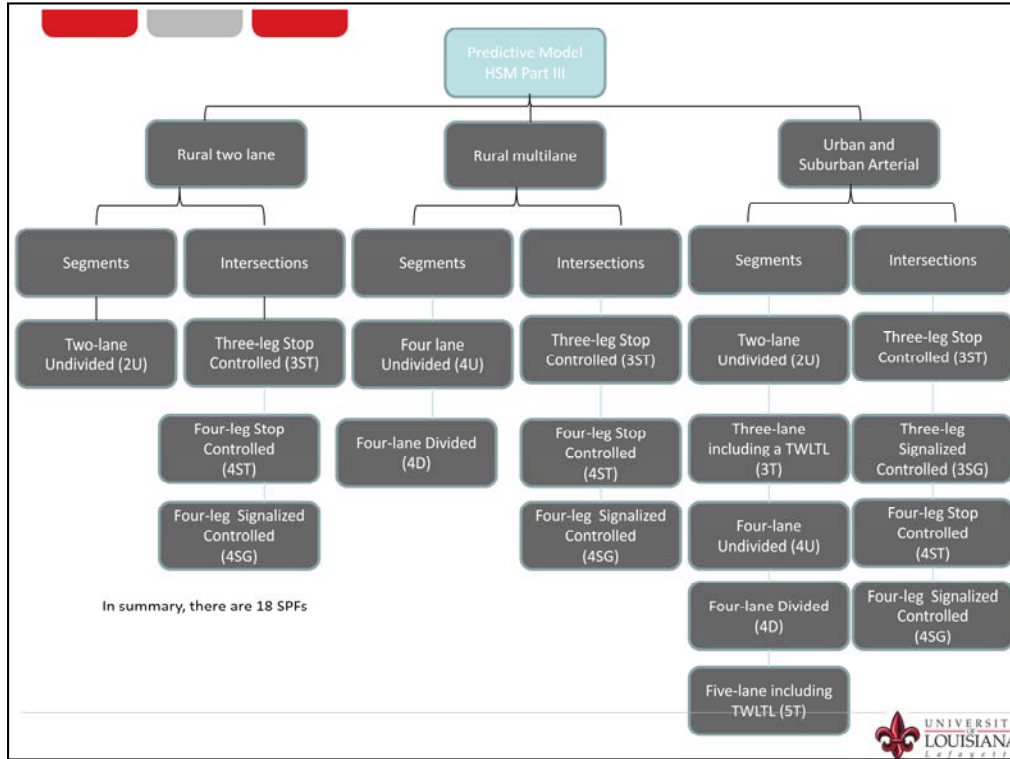 Predictive Model
HSM Part III
Rural two lane
Rural multilane
Urban and
Suburban Arterial
Segments
Intersections
Segments
Intersections
Segments
Intersections
Two-lane
Undivided (2U)
Three-leg Stop
Controlled (3ST)
Four lane
Undivided (4U)
Three-leg Stop
Controlled (3ST)
Two-lane
Undivided (2U)
Three-leg Stop
Controlled (3ST)
Four-leg Stop
Controlled
(4ST)
Four-lane Divided
(4D)
Four-leg Stop
Controlled
(4ST)
Three-lane
including a TWLTL
(3T)
Three-leg
Signalized
Controlled (3SG)
Four-leg Signalized
Controlled
(4SG)
Four-leg Signalized
Controlled
(4SG)
Four-lane
Undivided (4U)
Four-leg Stop
Controlled
(4ST)
In summary, there are 18 SPFs
Four-lane Divided
(4D)
Four-leg Signalized
Controlled
(4SG)
Five-lane including
TWLTL (5T)
UNIVERSIT
OF
LOUISIANA
Lafayett